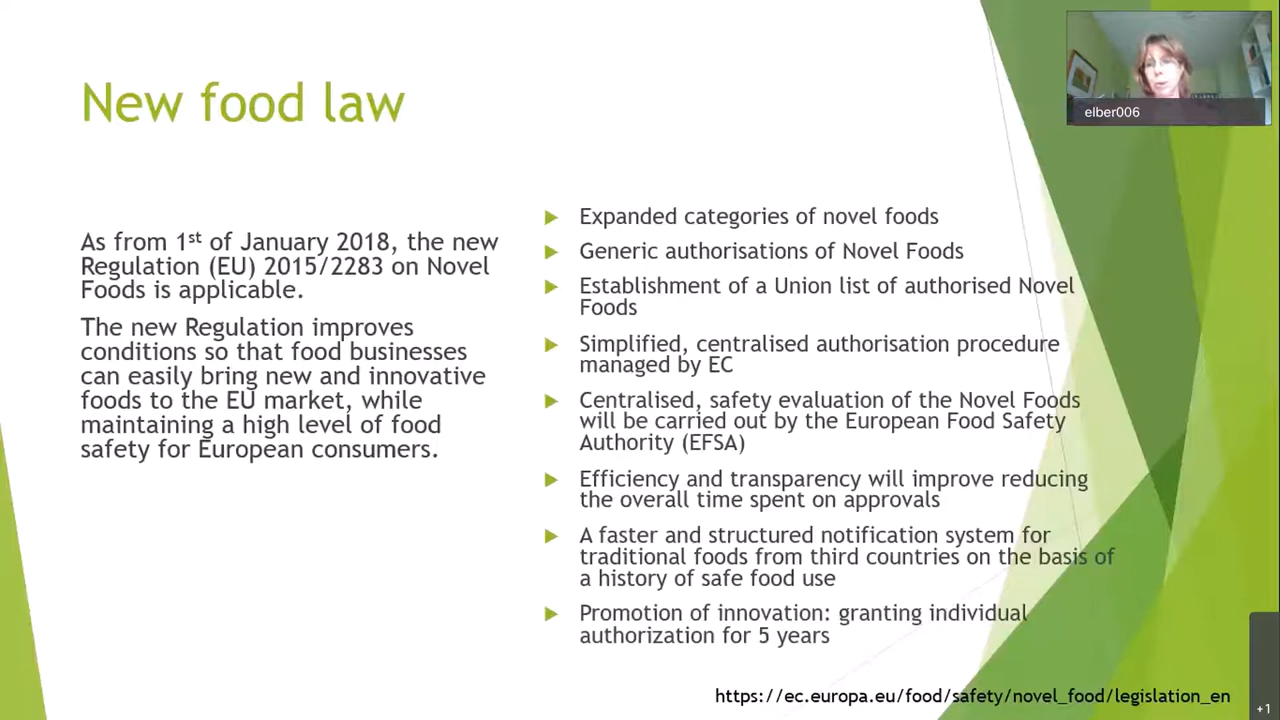 New food law
elber006
As from 1st of January 2018, the new
Regulation (EU) 2015/2283 on Novel
Foods is applicable.
The new Regulation improves
conditions so that food businesses
can easily bring new and innovative
foods to the EU market, while
maintaining a high level of food
safety for European consumers.
Expanded categories of novel foods
Generic authorisations of Novel Foods
Establishment of a Union list of authorised Novel
Foods
Simplified, centralised authorisation procedure
managed by EC
Centralised, safety evaluation of the Novel Foods
will be carried out by the European Food Safety
Authority (EFSA)
Efficiency and transparency will improve reducing
the overall time spent on approvals
A faster and structured notification system for
traditional foods from third countries on the basis of
a history of safe food use
Promotion of innovation: granting individual
authorization for 5 years
https://ec.europa.eu/food/safety/novel_food/legislation_en
+1